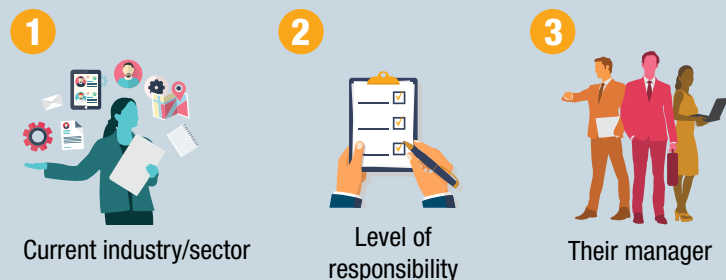 1
2
3
Current industry/sector
Level of
responsibility
Their manager